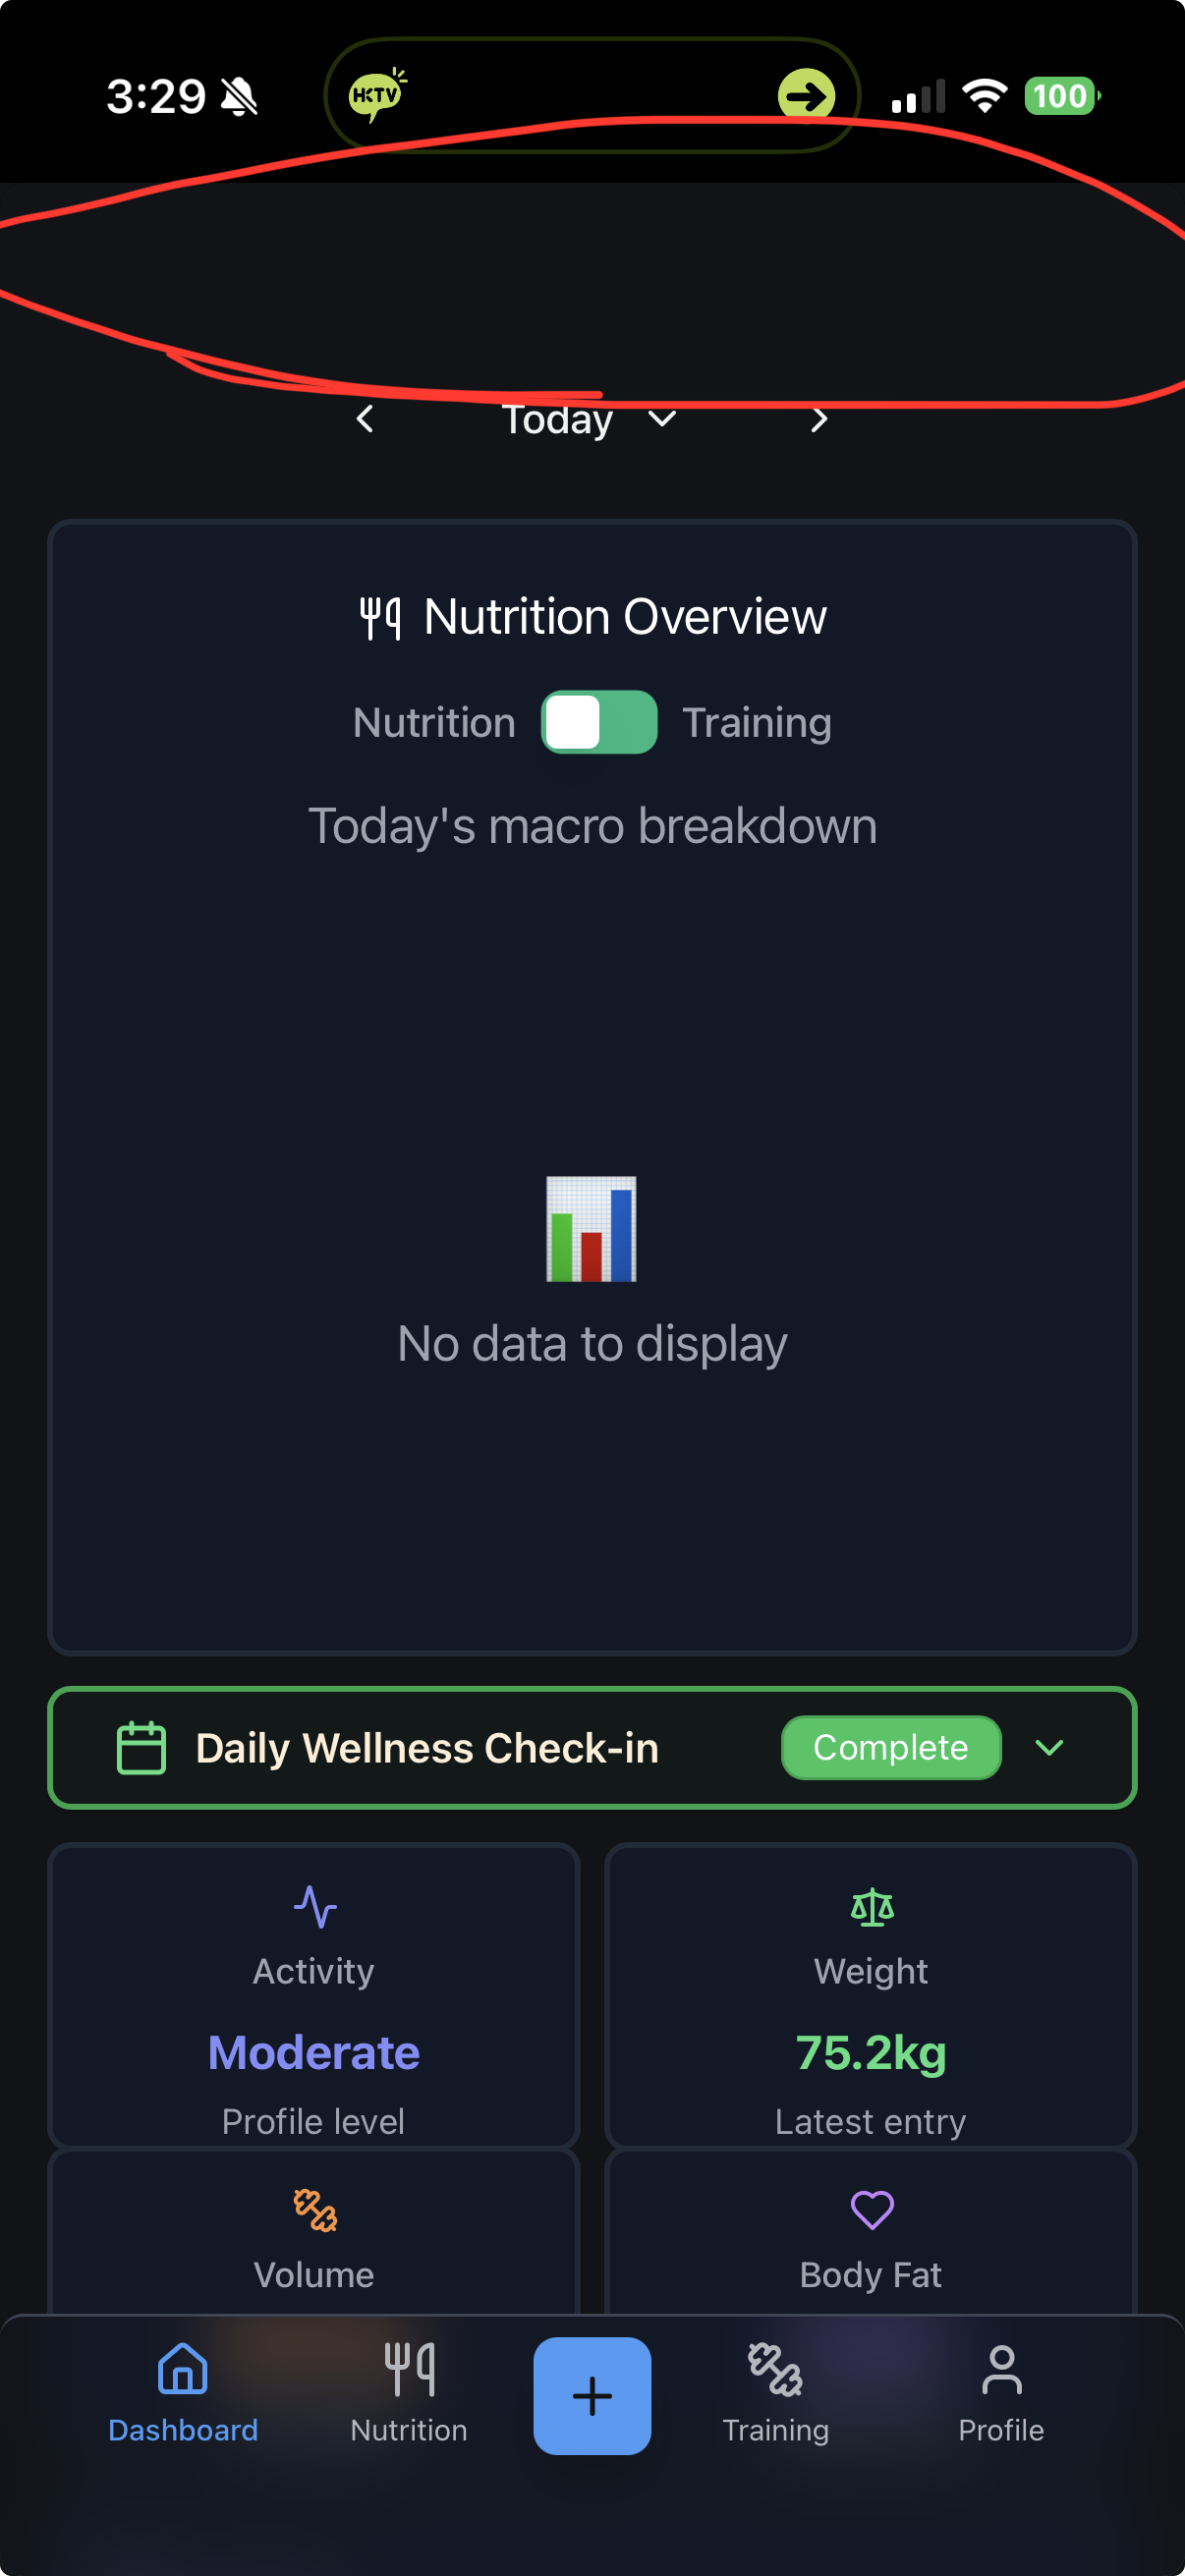 3:29
HKTV
100
Today
Nutrition Overview
Nutrition Training
Today's macro breakdown
No data to display
Daily Wellness Check-in Complete
Activity Weight
Moderate 75.2kg
Profile level Latest entry
Volume Body Fat
Dashboard Nutrition Training Profile